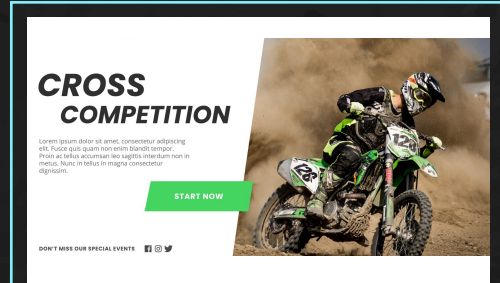 CROSS
COMPETITION
Lorem ipsum dolor sit amet, consectetur adipiscing
elit. Fusce quis quam non enim blandit tempor.
Proin ac tellus accumsan leo sagittis interdum non in
metus. Nunc in tellus in magna consectetur
dignissim.
START NOW
DON'T MISS OUR SPECIAL EVENTS
128
128